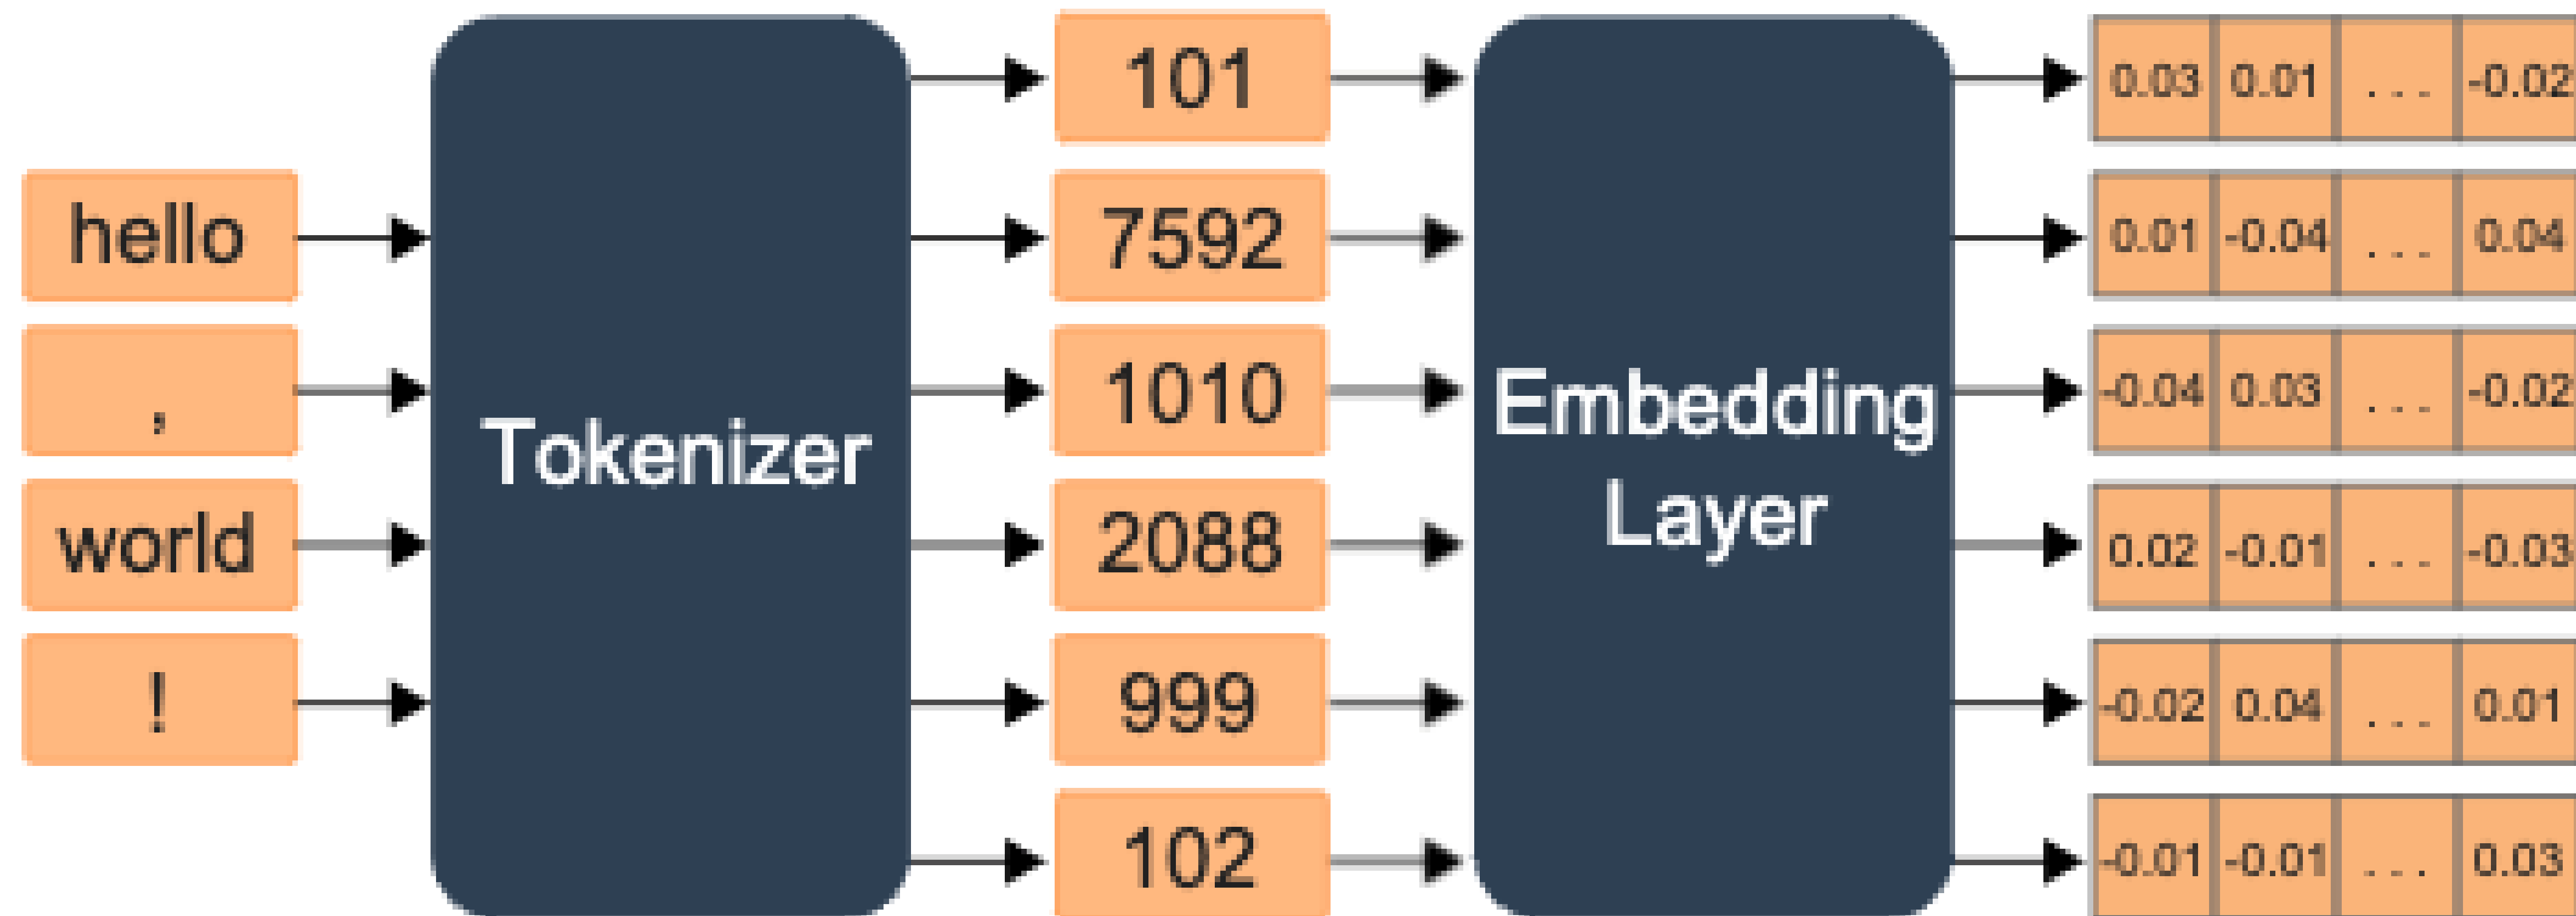 hello
,
world
!
Tokenizer
101
7592
1010
2088
999
102
Embedding
Layer
0.03 0.01 ... -0.02
0.01 -0.04 ... 0.04
-0.04 0.03 ... -0.02
0.02 -0.01 ... -0.03
-0.02 0.04 ... 0.01
-0.01 -0.01 ... 0.03